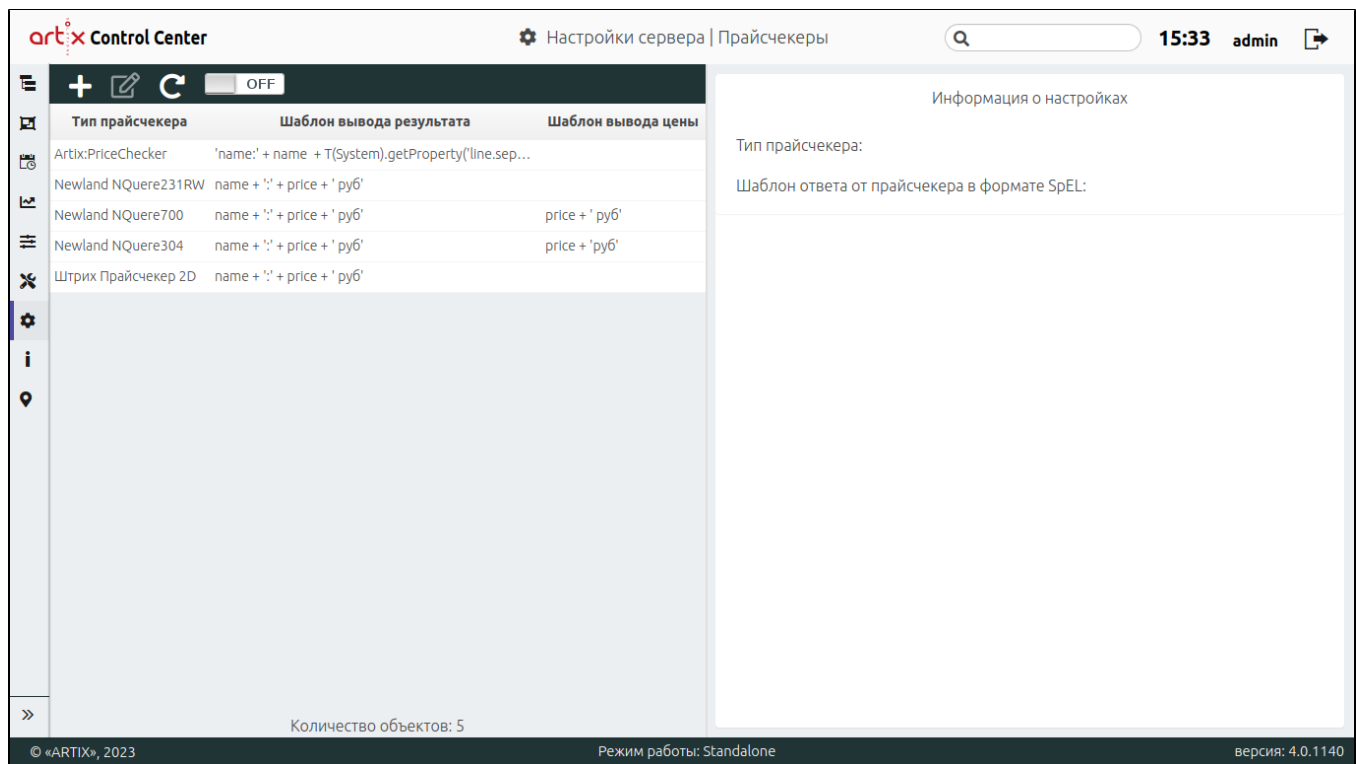 artix Control Center
Настройки сервера | Прайсчекеры
15:33
admin
OFF
Тип прайсчекера Шаблон вывода результата Шаблон вывода цены
Artix:PriceChecker 'name:' + name + T(System).getProperty('line.sep...
Newland NQuere231RW name + ':' + price + ' руб'
Newland NQuere700 name + ':' + price + ' руб' price + ' руб'
Newland NQuere304 name + ':' + price + ' руб' price + 'руб'
Штрих Прайсчекер 2D name + ':' + price + ' руб'
Количество объектов: 5
Информация о настройках
Тип прайсчекера:
Шаблон ответа от прайсчекера в формате SpEL:
© «ARTIX», 2023
Режим работы: Standalone
версия: 4.0.1140